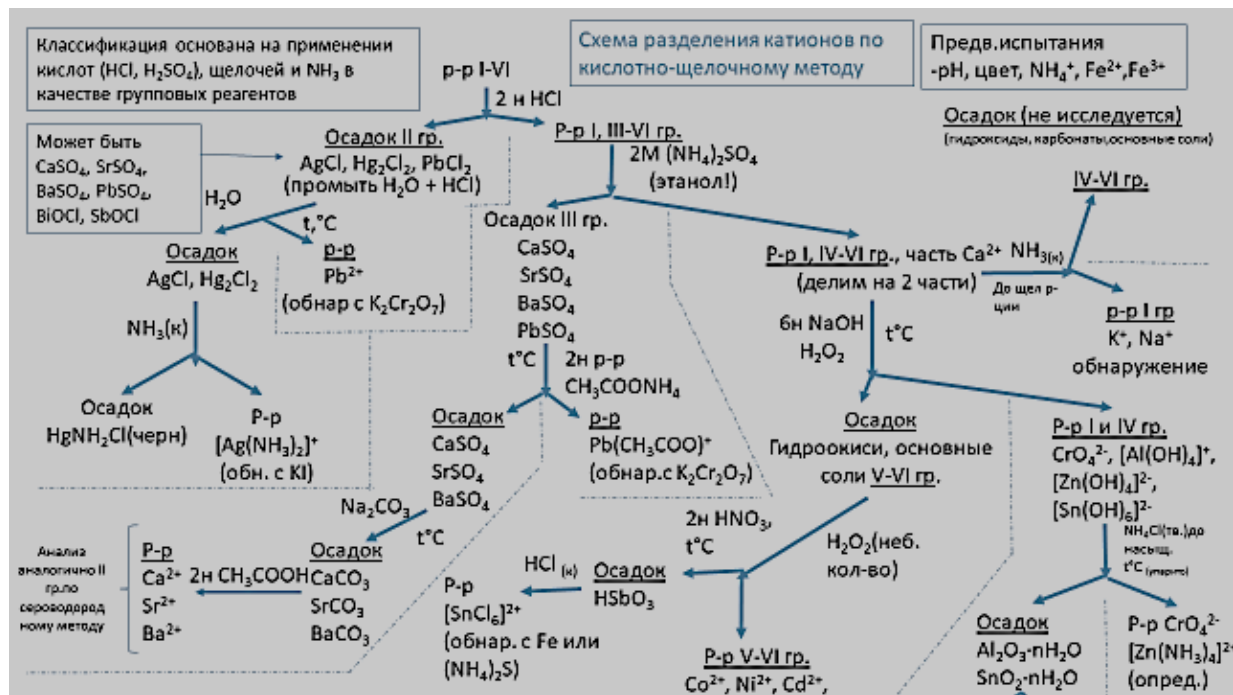 Классификация основана на применении
кислот (HCl, H₂SO₄), щелочей и NH₃ в
качестве групповых реагентов
Схема разделения катионов по
кислотно-щелочному методу
Предв.испытания
-pH, цвет, NH₄⁺, Fe²⁺,Fe³⁺
р-р I-VI
2 н HCl
Осадок (не исследуется)
(гидроксиды, карбонаты,основные соли)
Может быть
CaSO₄, SrSO₄,
BaSO₄, PbSO₄,
BiOCl, SbOCl
Осадок II гр.
AgCl, Hg₂Cl₂, PbCl₂
(промыть H₂O + HCl)
Р-р I, III-VI гр.
2М (NH₄)₂SO₄
(этанол!)
IV-VI гр.
H₂O
t,°C
Осадок
AgCl, Hg₂Cl₂
р-р
Pb²⁺
(обнар с K₂Cr₂O₇)
Осадок III гр.
CaSO₄
SrSO₄
BaSO₄
PbSO₄
Р-р I, IV-VI гр., часть Ca²⁺
(делим на 2 части)
NH₃₍к₎
До щел р-
ции
р-р I гр
K⁺, Na⁺
обнаружение
NH₃(к)
6н NaOH
H₂O₂
t°C
t°C
2н р-р
CH₃COONH₄
Осадок
HgNH₂Cl(черн)
Р-р
[Ag(NH₃)₂]⁺
(обн. с KI)
Осадок
CaSO₄
SrSO₄
BaSO₄
р-р
Pb(CH₃COO)⁺
(обнар.с K₂Cr₂O₇)
Осадок
Гидроокиси, основные
соли V-VI гр.
Р-р I и IV гр.
CrO₄²⁻, [Al(OH)₄]⁺,
[Zn(OH)₄]²⁻,
[Sn(OH)₆]²⁻
Na₂CO₃
t°C
2н HNO₃,
t°C
H₂O₂(неб.
кол-во)
NH₄Cl(тв.)до
насыщ.
t°C
Анализ
аналогично II
гр.по
сероводород
ному методу
Р-р
Ca²⁺
Sr²⁺
Ba²⁺
2н CH₃COOH
Осадок
CaCO₃
SrCO₃
BaCO₃
HCl ₍к₎
Р-р
[SnCl₆]²⁺
(обнар. с Fe или
(NH₄)₂S)
Осадок
HSbO₃
Р-р V-VI гр.
Co²⁺, Ni²⁺, Cd²⁺,
Осадок
Al₂O₃·nH₂O
SnO₂·nH₂O
Р-р CrO₄²⁻
[Zn(NH₃)₄]²⁺
(опред.)